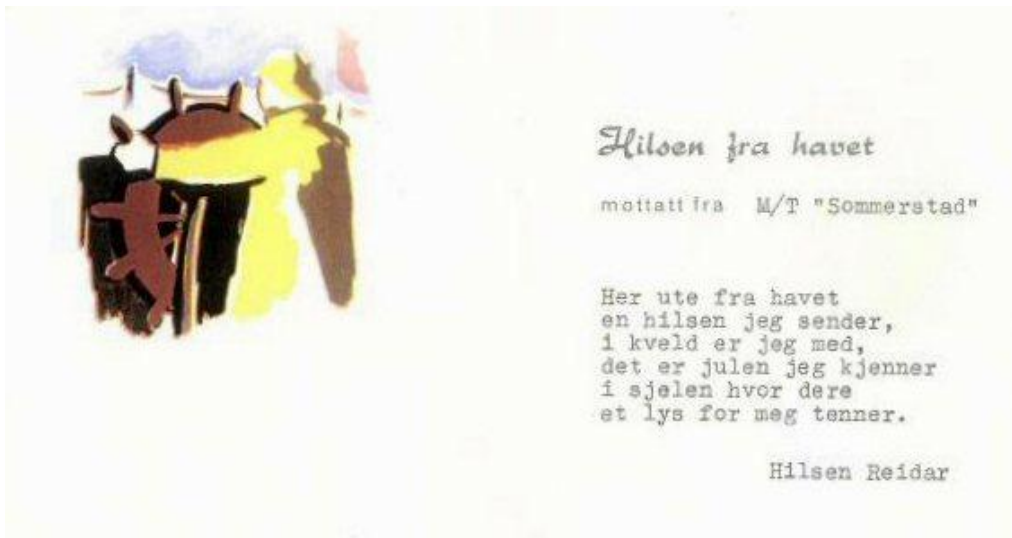 Hilsen fra havet
mottatt fra M/T "Sommerstad"
Her ute fra havet
en hilsen jeg sender,
i kveld er jeg med,
det er julen jeg kjenner
i sjelen hvor dere
et lys for meg tenner.
Hilsen Reidar